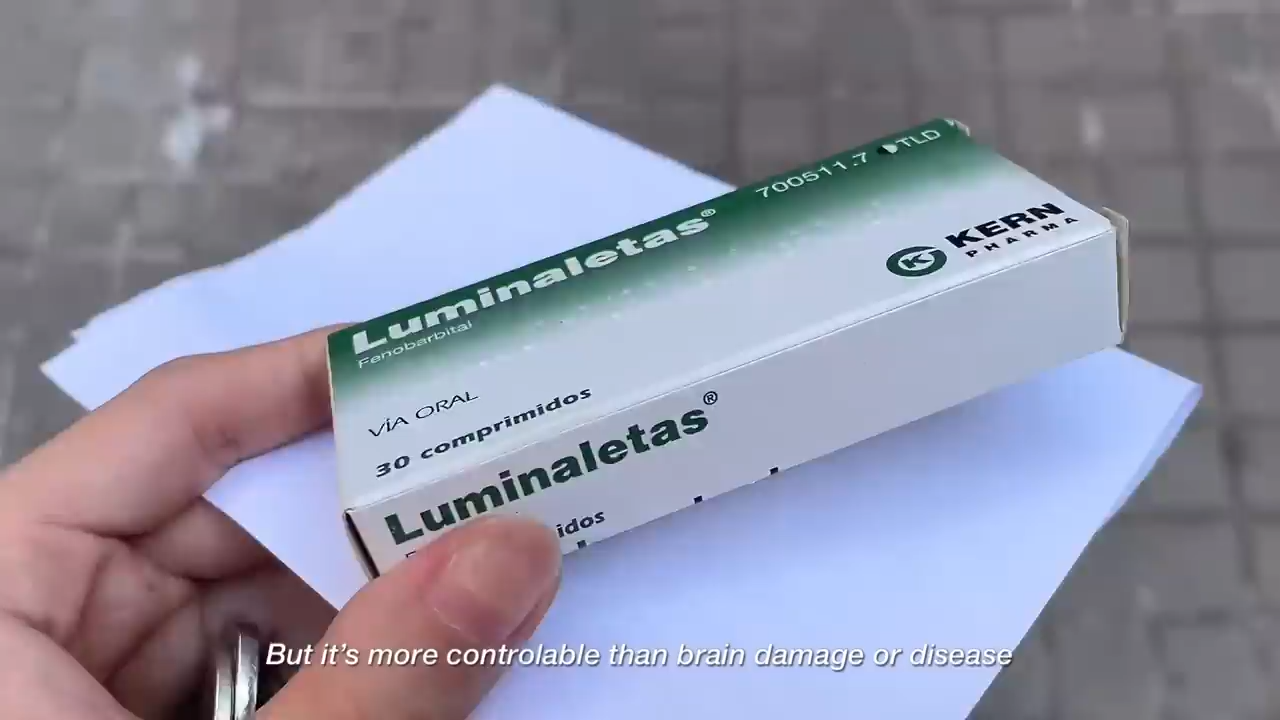 Luminaletas®
Fenobarbital
700511.7 TLD
KERN
PHARMA
VÍA ORAL
30 comprimidos
Luminaletas®
idos
But it's more controlable than brain damage or disease